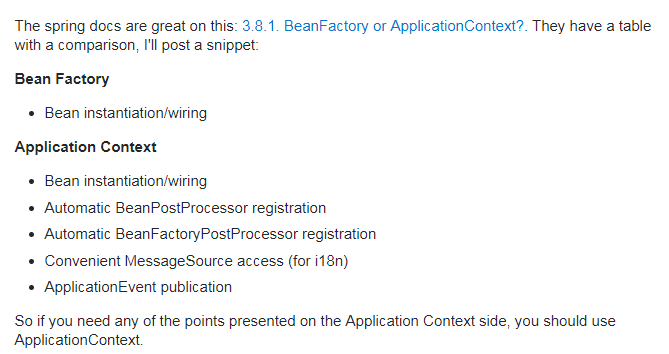 The spring docs are great on this: 3.8.1. BeanFactory or ApplicationContext?. They have a table
with a comparison, I'll post a snippet:
Bean Factory
• Bean instantiation/wiring
Application Context
• Bean instantiation/wiring
• Automatic BeanPostProcessor registration
• Automatic BeanFactoryPostProcessor registration
• Convenient MessageSource access (for i18n)
• ApplicationEvent publication
So if you need any of the points presented on the Application Context side, you should use
ApplicationContext.